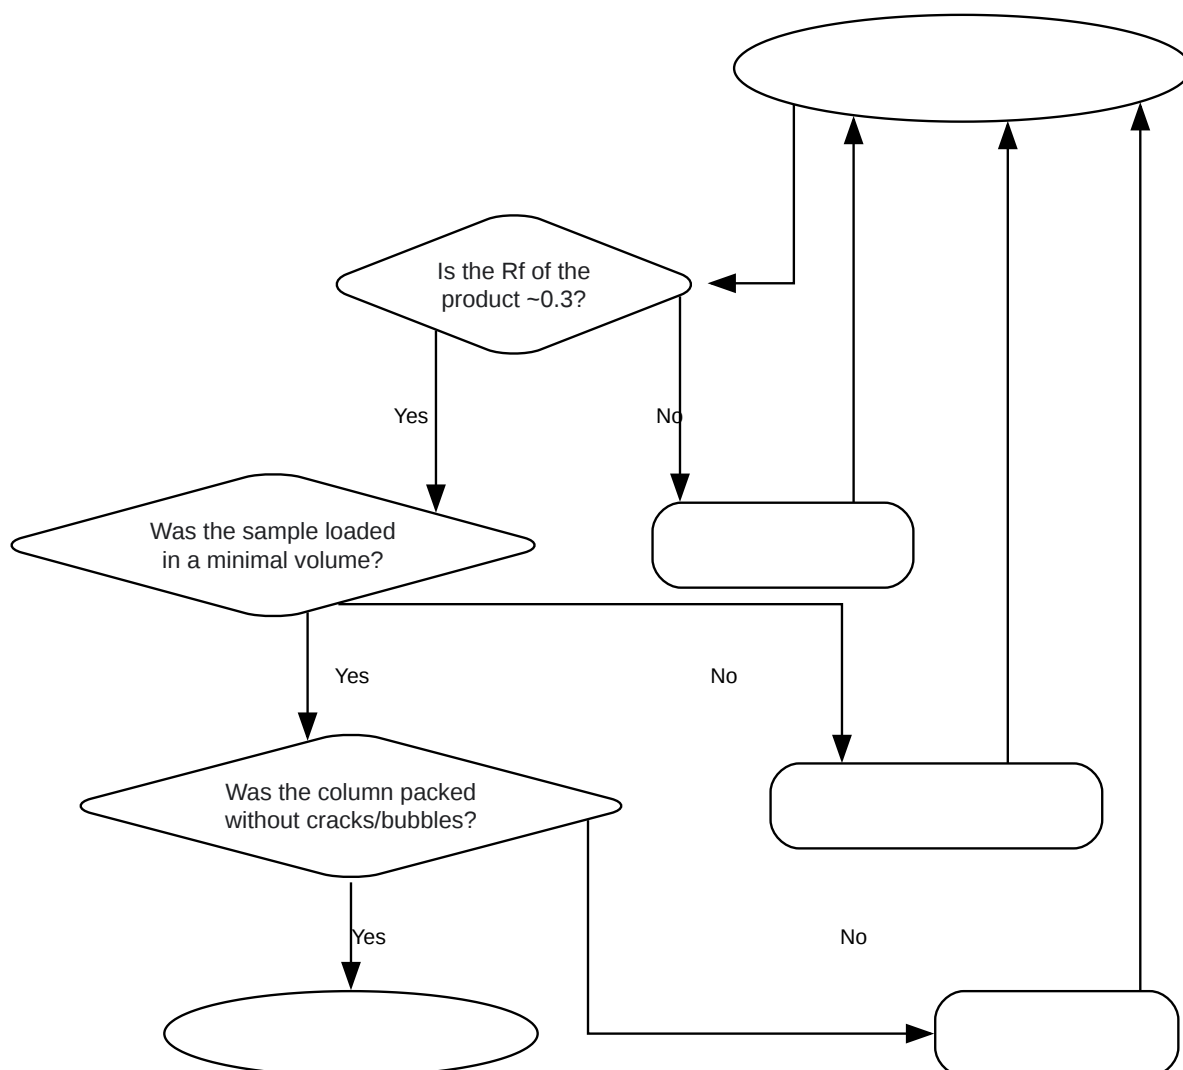 Is the Rf of the
product ~0.3?
Yes
No
Was the sample loaded
in a minimal volume?
Yes
No
Was the column packed
without cracks/bubbles?
Yes
No